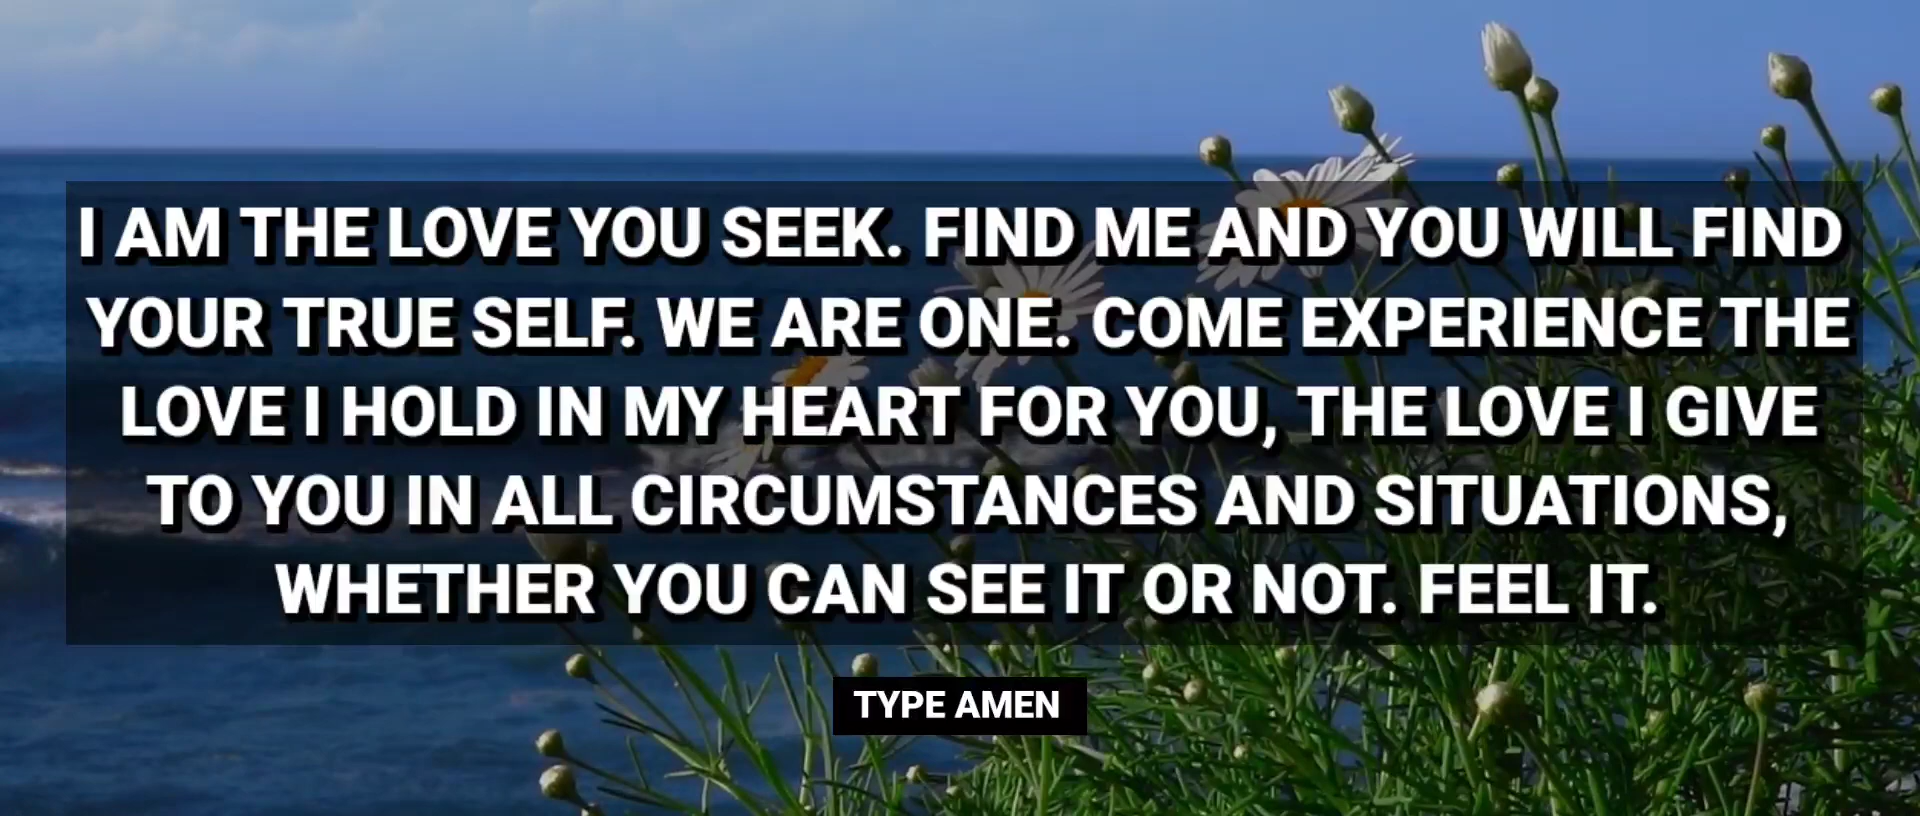 I AM THE LOVE YOU SEEK. FIND ME AND YOU WILL FIND
YOUR TRUE SELF. WE ARE ONE. COME EXPERIENCE THE
LOVE I HOLD IN MY HEART FOR YOU, THE LOVE I GIVE
TO YOU IN ALL CIRCUMSTANCES AND SITUATIONS,
WHETHER YOU CAN SEE IT OR NOT. FEEL IT.
TYPE AMEN